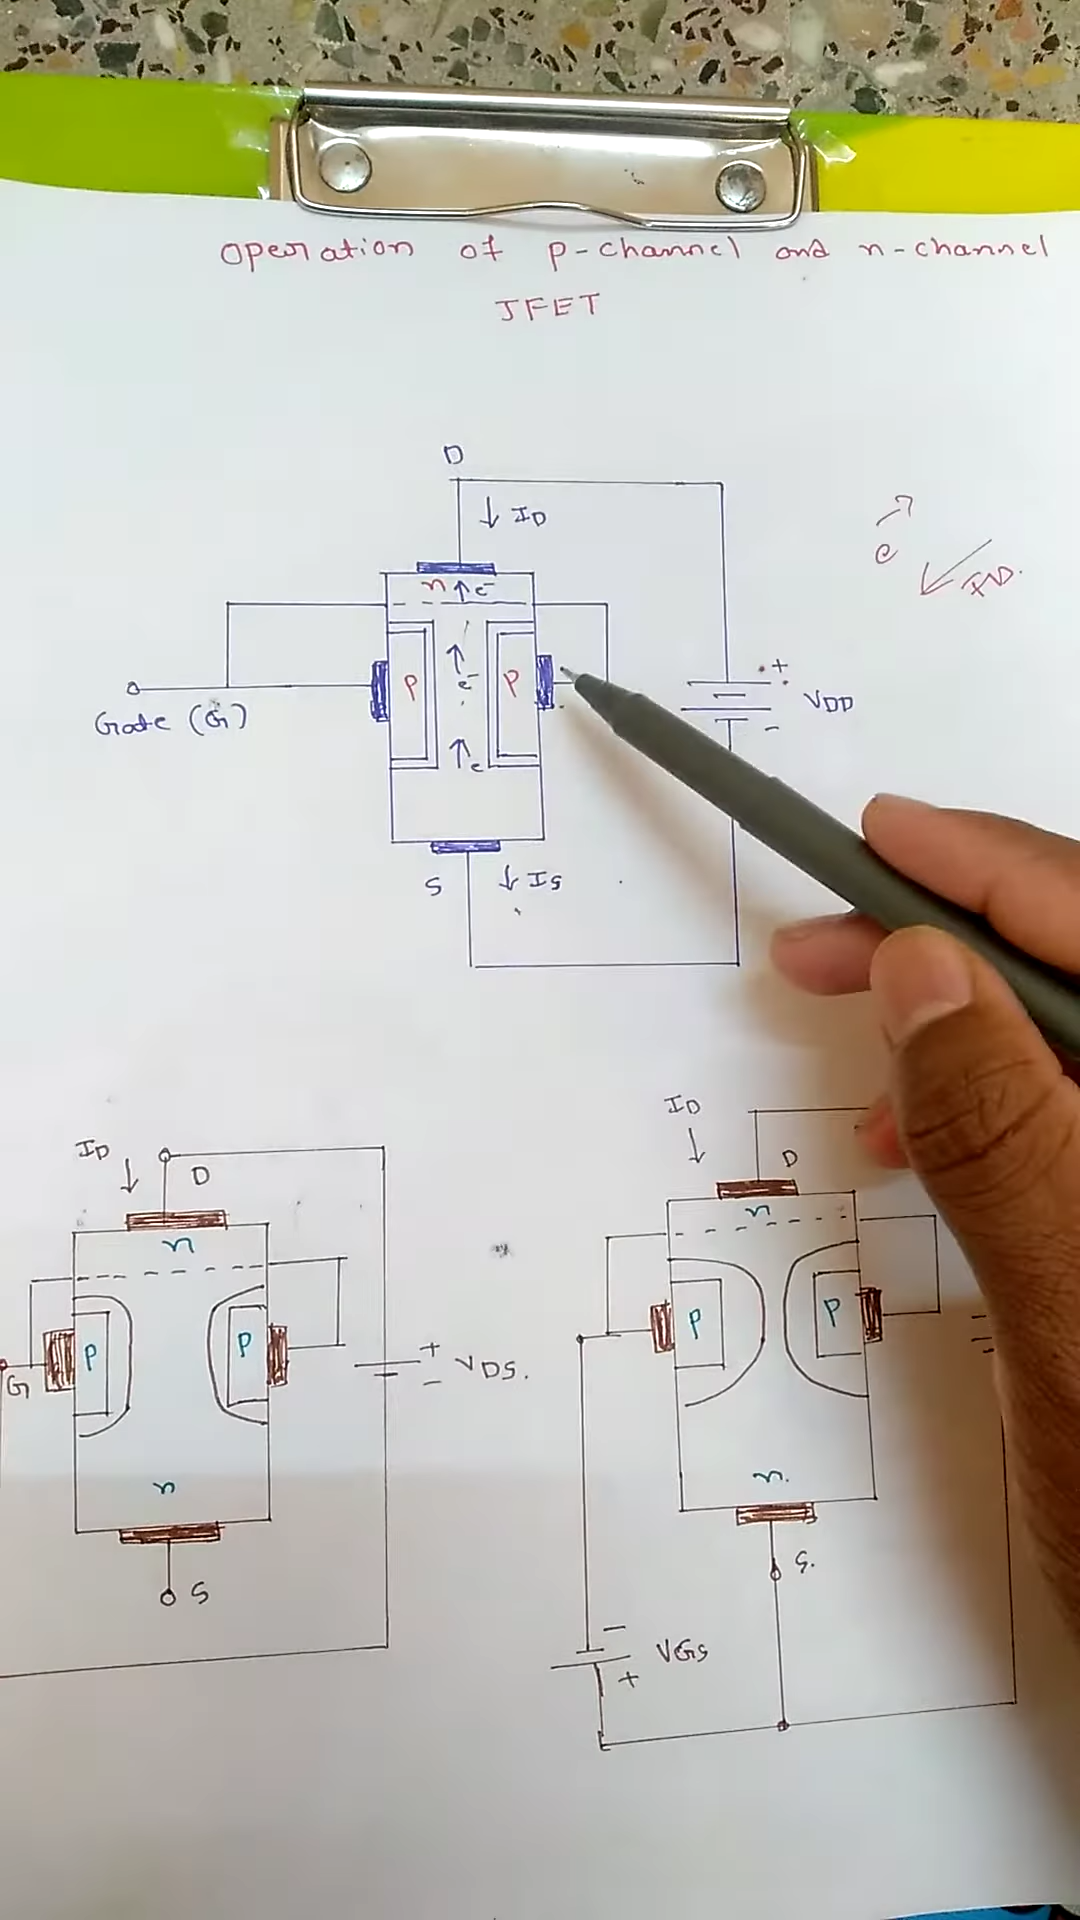 Operation of p-channel and n-channel
JFET
D
↓ ID
n ↑ e-
e ↗
↙ ID.
P ↑ e- P
Gate (G)
+
VDD
-
↑ e
S ↓ IS
ID ↓ D
n
P P
G
+
- VDS.
n
S
ID ↓ D
n
P P
n.
S.
-
VGS
+